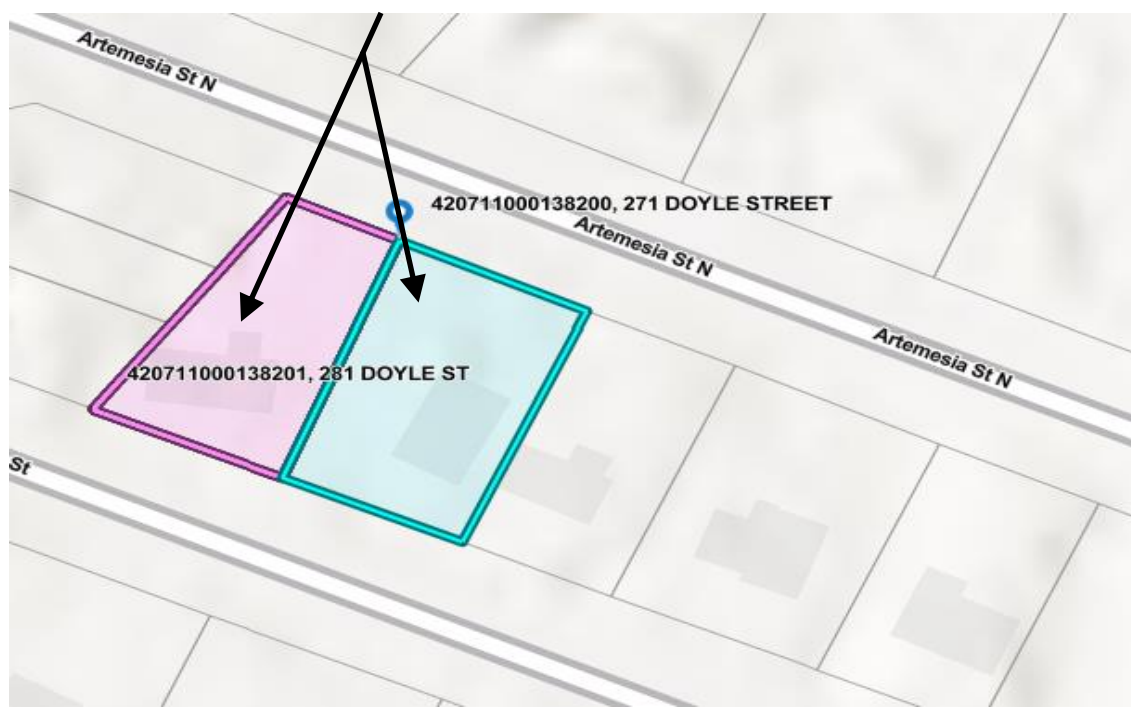 Artemesia St N
420711000138200, 271 DOYLE STREET
Artemesia St N
Artemesia St N
420711000138201, 281 DOYLE ST
St